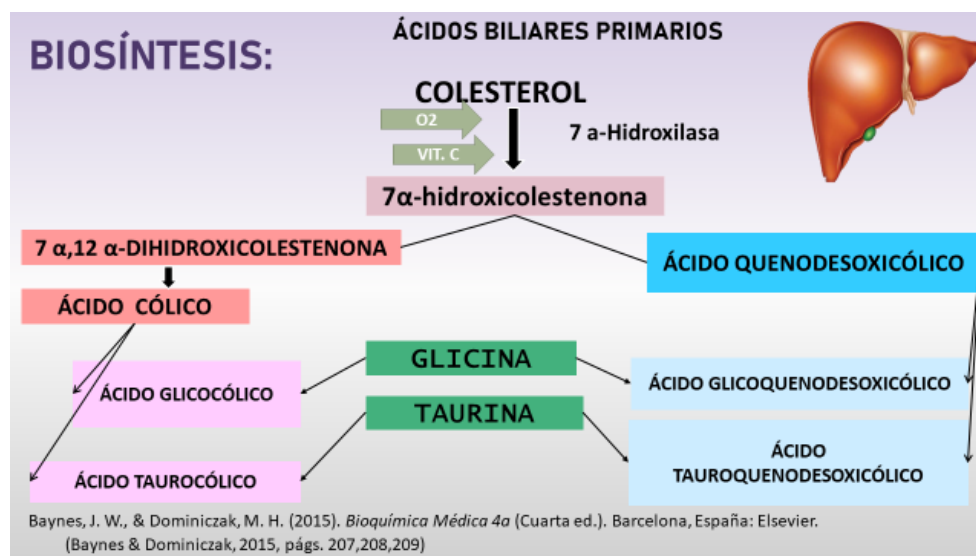 BIOSÍNTESIS:
ÁCIDOS BILIARES PRIMARIOS
COLESTEROL
O2
VIT. C
7 a-Hidroxilasa
7α-hidroxicolestenona
7 α,12 α-DIHIDROXICOLESTENONA
ÁCIDO QUENODESOXICÓLICO
ÁCIDO CÓLICO
GLICINA
ÁCIDO GLICOCÓLICO
ÁCIDO GLICOQUENODESOXICÓLICO
TAURINA
ÁCIDO TAUROCÓLICO
ÁCIDO
TAUROQUENODESOXICÓLICO
Baynes, J. W., & Dominiczak, M. H. (2015). Bioquímica Médica 4a (Cuarta ed.). Barcelona, España: Elsevier.
(Baynes & Dominiczak, 2015, págs. 207,208,209)